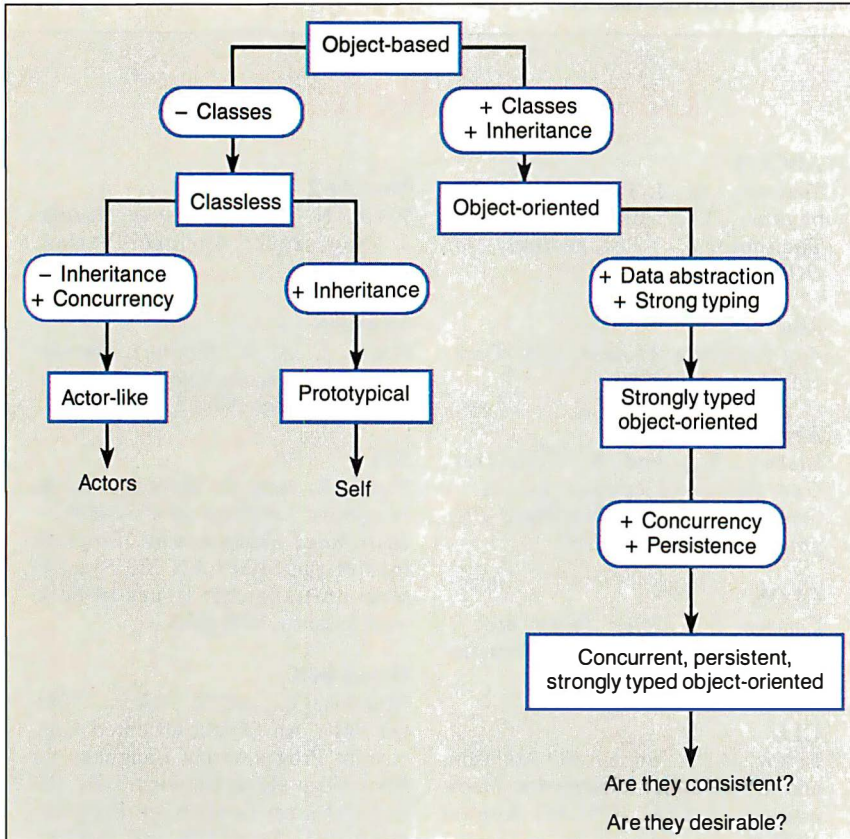 Object-based
– Classes
+ Classes
+ Inheritance
Classless
Object-oriented
– Inheritance
+ Concurrency
+ Inheritance
+ Data abstraction
+ Strong typing
Actor-like
Prototypical
Strongly typed
object-oriented
Actors
Self
+ Concurrency
+ Persistence
Concurrent, persistent,
strongly typed object-oriented
Are they consistent?
Are they desirable?